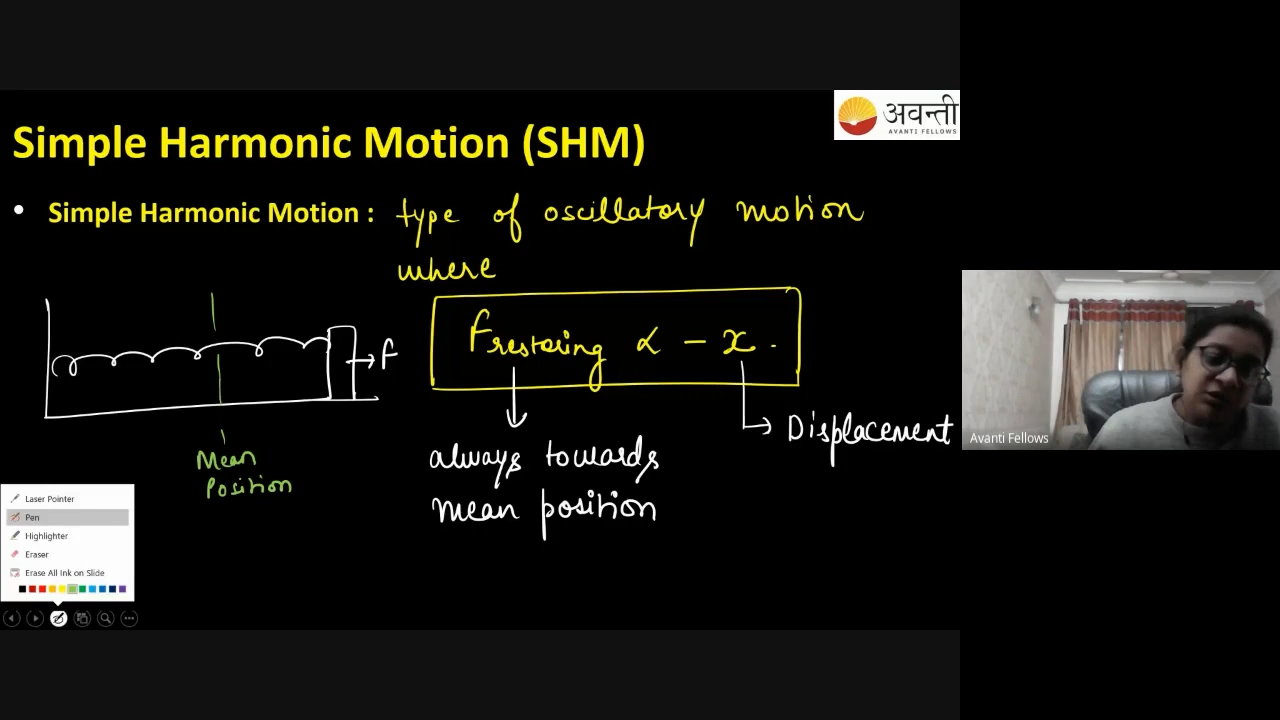 अवन्ती
AVANTI FELLOWS
Simple Harmonic Motion (SHM)
• Simple Harmonic Motion : type of oscillatory motion
where
Frestoring α - x .
F
Displacement
always towards
mean position
Mean
Position
Avanti Fellows
Laser Pointer
Pen
Highlighter
Eraser
Erase All Ink on Slide